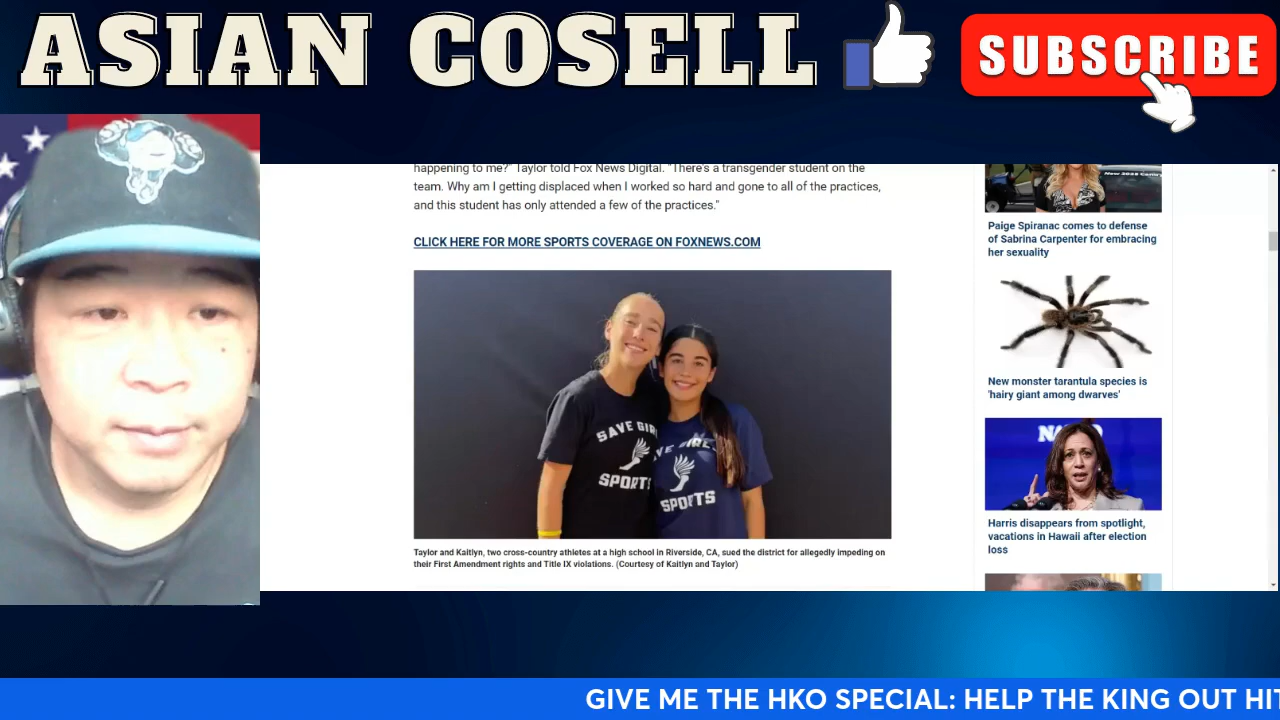 ASIAN COSELL
SUBSCRIBE
happening to me?" Taylor told Fox News Digital. "There's a transgender student on the
team. Why am I getting displaced when I worked so hard and gone to all of the practices,
and this student has only attended a few of the practices."
CLICK HERE FOR MORE SPORTS COVERAGE ON FOXNEWS.COM
SAVE GIRL
SPORTS
VE GIRLS
SPORTS
Taylor and Kaitlyn, two cross-country athletes at a high school in Riverside, CA, sued the district for allegedly impeding on
their First Amendment rights and Title IX violations. (Courtesy of Kaitlyn and Taylor)
Paige Spiranac comes to defense
of Sabrina Carpenter for embracing
her sexuality
New monster tarantula species is
'hairy giant among dwarves'
Harris disappears from spotlight,
vacations in Hawaii after election
loss
GIVE ME THE HKO SPECIAL: HELP THE KING OUT HIT